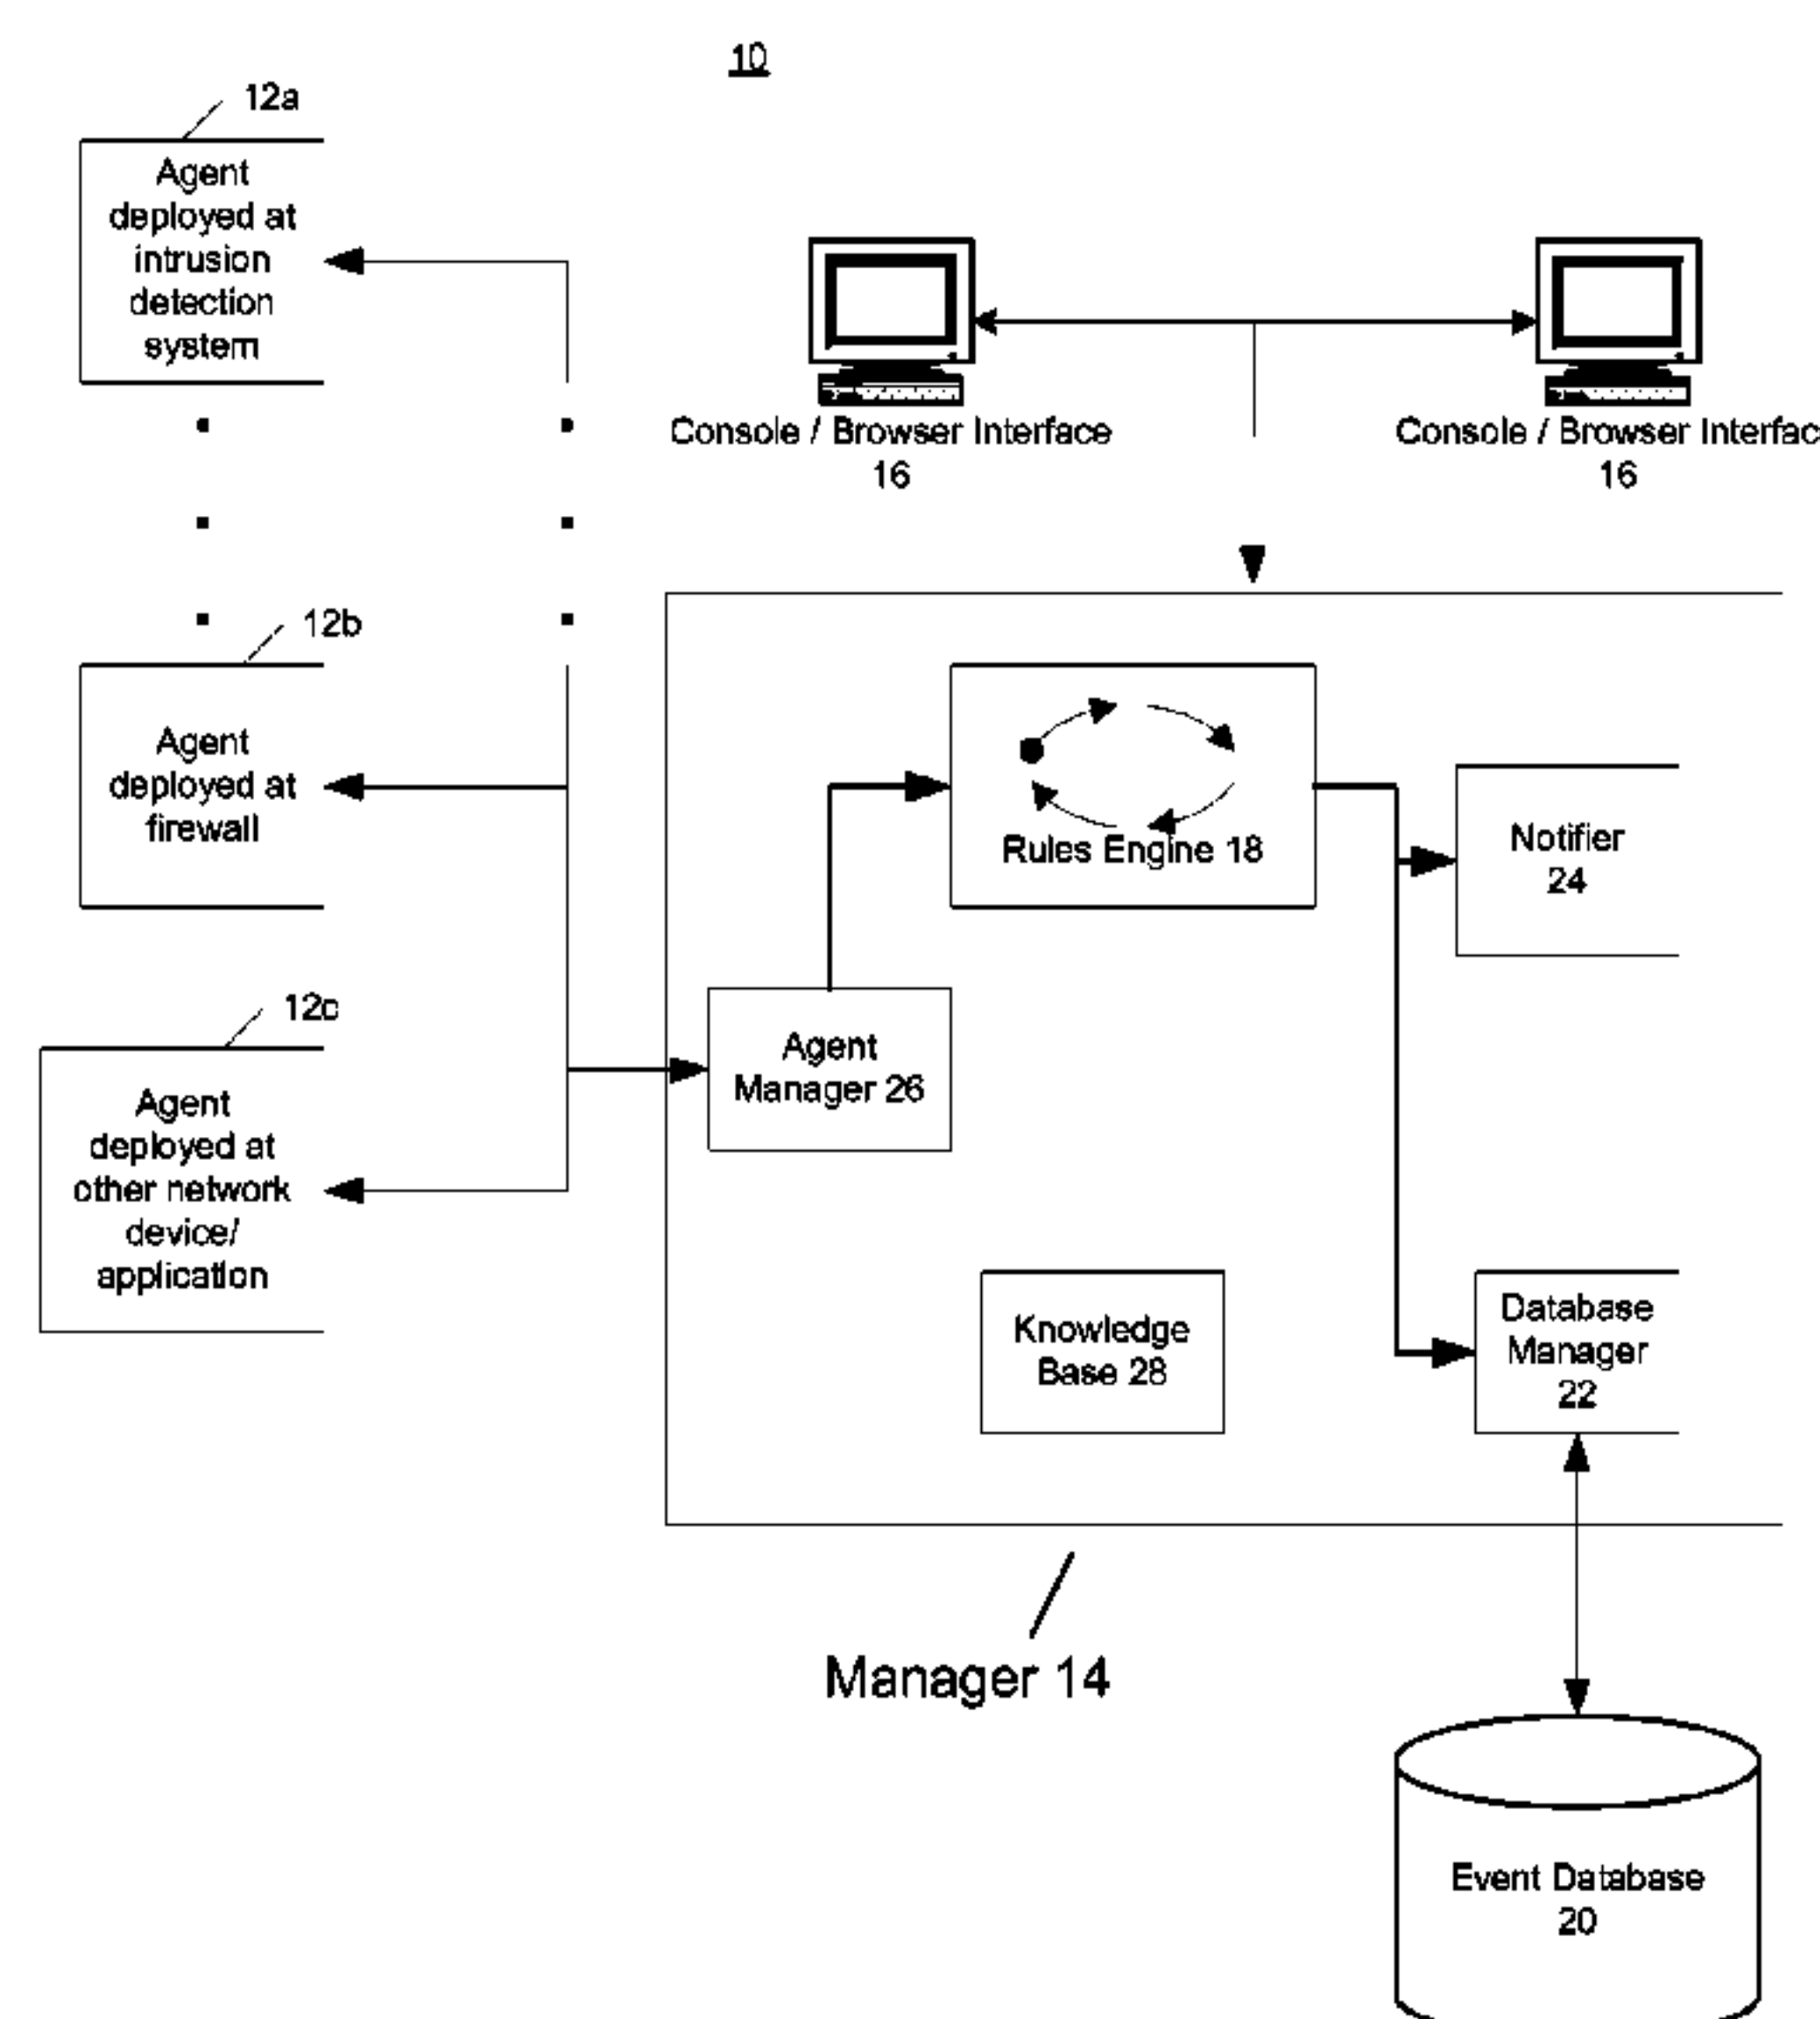 10
12a
Agent
deployed at
intrusion
detection
system
Console / Browser Interface
16
Console / Browser Interfac
16
12b
Agent
deployed at
firewall
Rules Engine 18
Notifier
24
12c
Agent
deployed at
other network
device/
application
Agent
Manager 26
Knowledge
Base 28
Database
Manager
22
Manager 14
Event Database
20